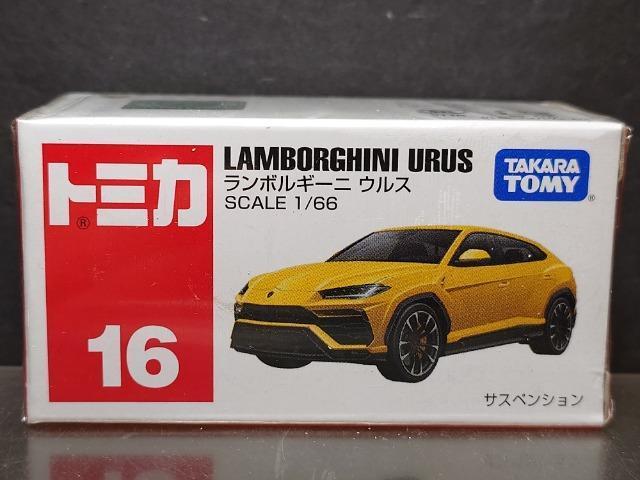 トミカ
®
16
LAMBORGHINI URUS
ランボルギーニ ウルス
SCALE 1/66
TAKARA
TOMY
®
サスペンション